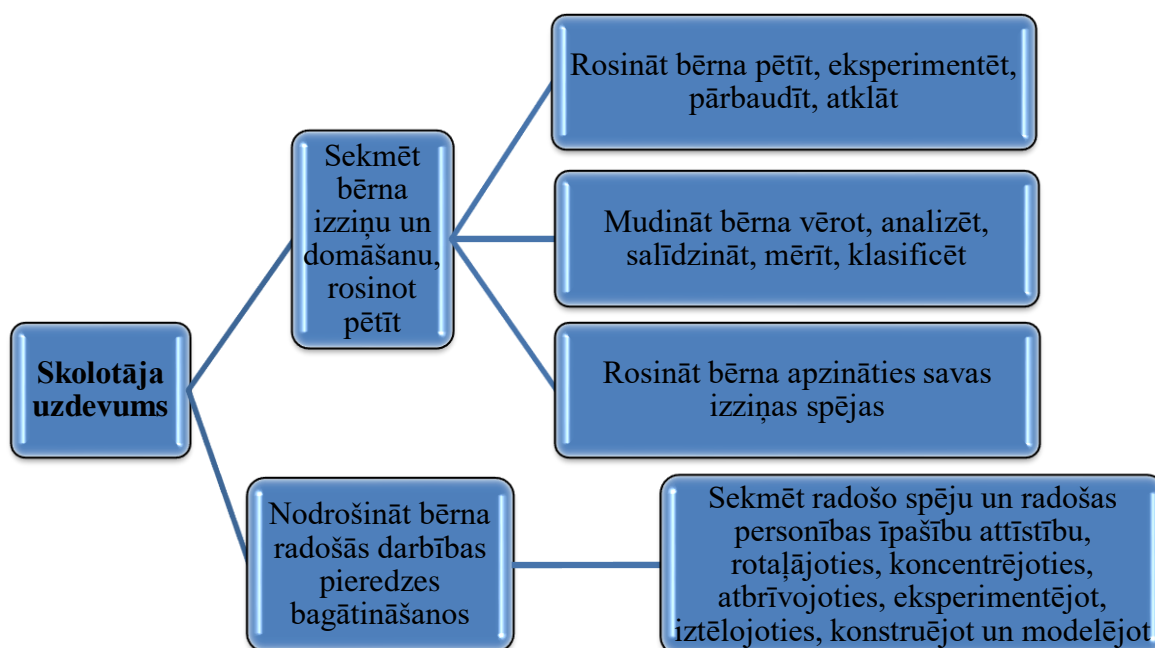 Skolotāja
uzdevums
Sekmēt
bērna
izziņu un
domāšanu,
rosinot
pētīt
Rosināt bērna pētīt, eksperimentēt,
pārbaudīt, atklāt
Mudināt bērna vērot, analizēt,
salīdzināt, mērīt, klasificēt
Rosināt bērna apzināties savas
izziņas spējas
Nodrošināt bērna
radošās darbības
pieredzes
bagātināšanos
Sekmēt radošo spēju un radošas
personības īpašību attīstību,
rotaļājoties, koncentrējoties,
atbrīvojoties, eksperimentējot,
iztēlojoties, konstruējot un modelējot